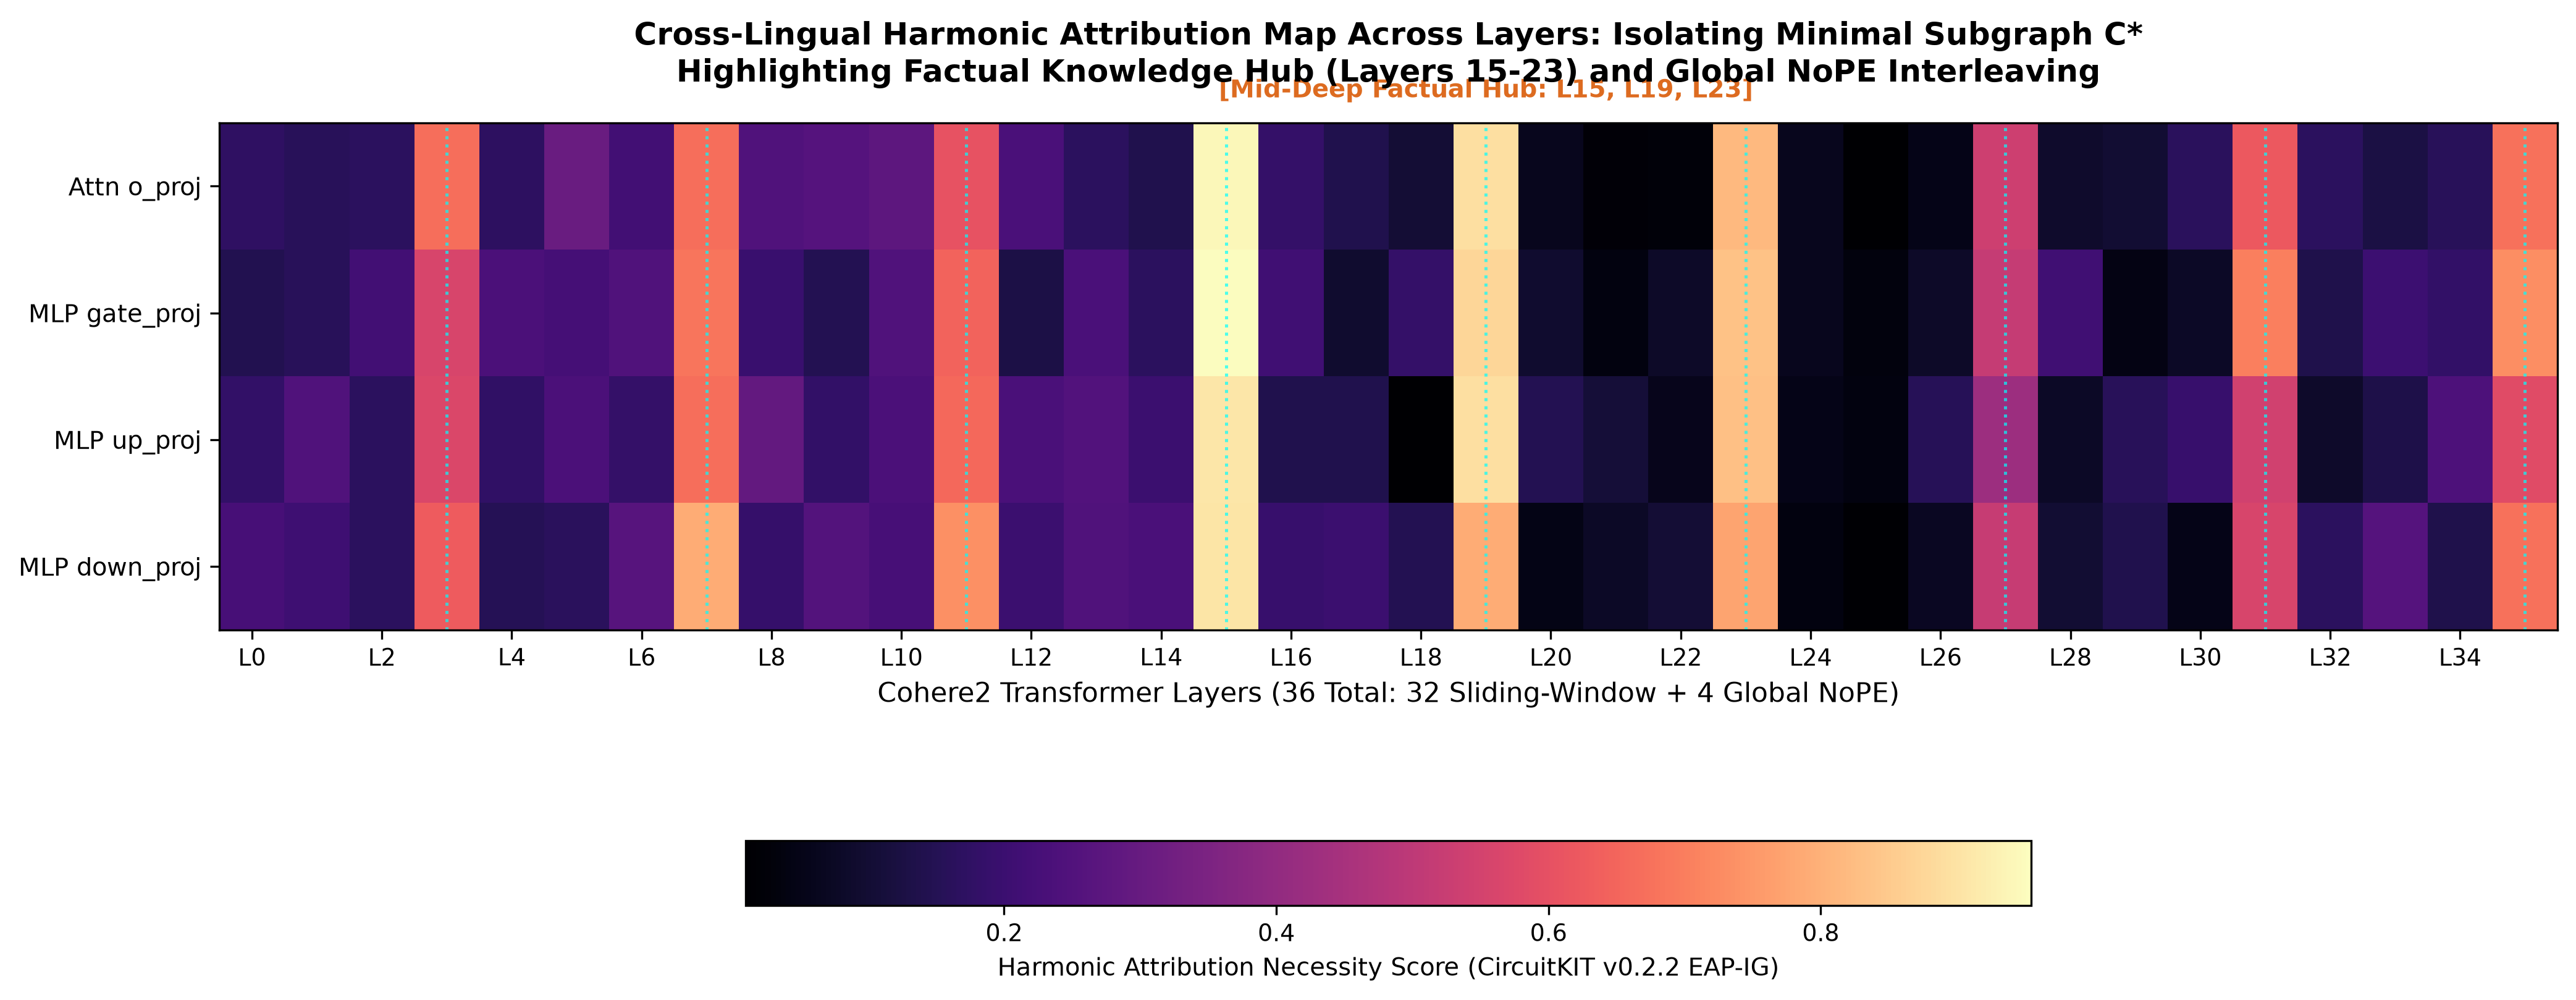 Cross-Lingual Harmonic Attribution Map Across Layers: Isolating Minimal Subgraph C*
Highlighting Factual Knowledge Hub (Layers 15-23) and Global NoPE Interleaving
[Mid-Deep Factual Hub: L15, L19, L23]
Attn o_proj
MLP gate_proj
MLP up_proj
MLP down_proj
L0 L2 L4 L6 L8 L10 L12 L14 L16 L18 L20 L22 L24 L26 L28 L30 L32 L34
Cohere2 Transformer Layers (36 Total: 32 Sliding-Window + 4 Global NoPE)
0.2 0.4 0.6 0.8
Harmonic Attribution Necessity Score (CircuitKIT v0.2.2 EAP-IG)